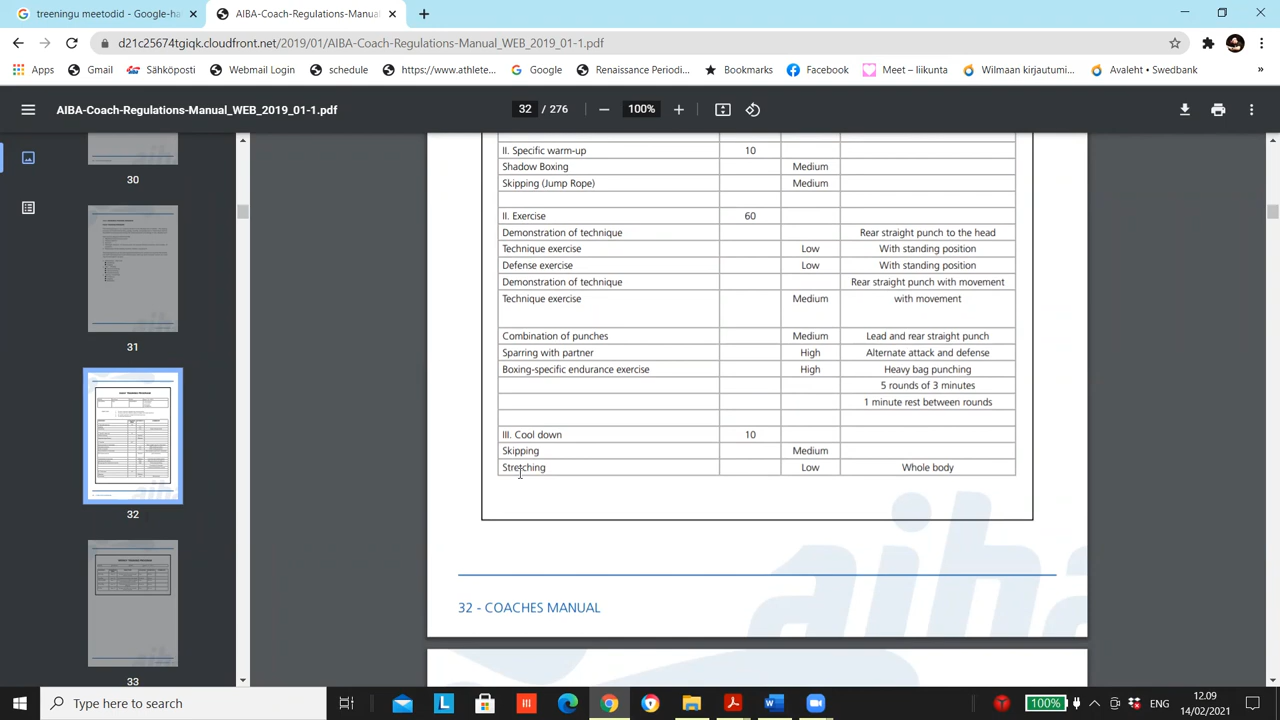 treeningu meetodid - Google-hä
AIBA-Coach-Regulations-Manual_
d21c25674tgiqk.cloudfront.net/2019/01/AIBA-Coach-Regulations-Manual_WEB_2019_01-1.pdf
Apps Gmail Sähköposti Webmail Login schedule https://www.athlete... Google Renaissance Periodi... Bookmarks Facebook Meet – liikunta Wilmaan kirjautumi... Avaleht • Swedbank »
AIBA-Coach-Regulations-Manual_WEB_2019_01-1.pdf 32 / 276 100%
30
31
32
33
II. Specific warm-up 10
Shadow Boxing Medium
Skipping (Jump Rope) Medium
II. Exercise 60
Demonstration of technique Rear straight punch to the head
Technique exercise Low With standing position
Defense exercise Low With standing position
Demonstration of technique Rear straight punch with movement
Technique exercise Medium with movement
Combination of punches Medium Lead and rear straight punch
Sparring with partner High Alternate attack and defense
Boxing-specific endurance exercise High Heavy bag punching
5 rounds of 3 minutes
1 minute rest between rounds
III. Cool down 10
Skipping Medium
Stretching Low Whole body
aiba
32 - COACHES MANUAL
Type here to search
L
W
100%
ENG
12.09
14/02/2021